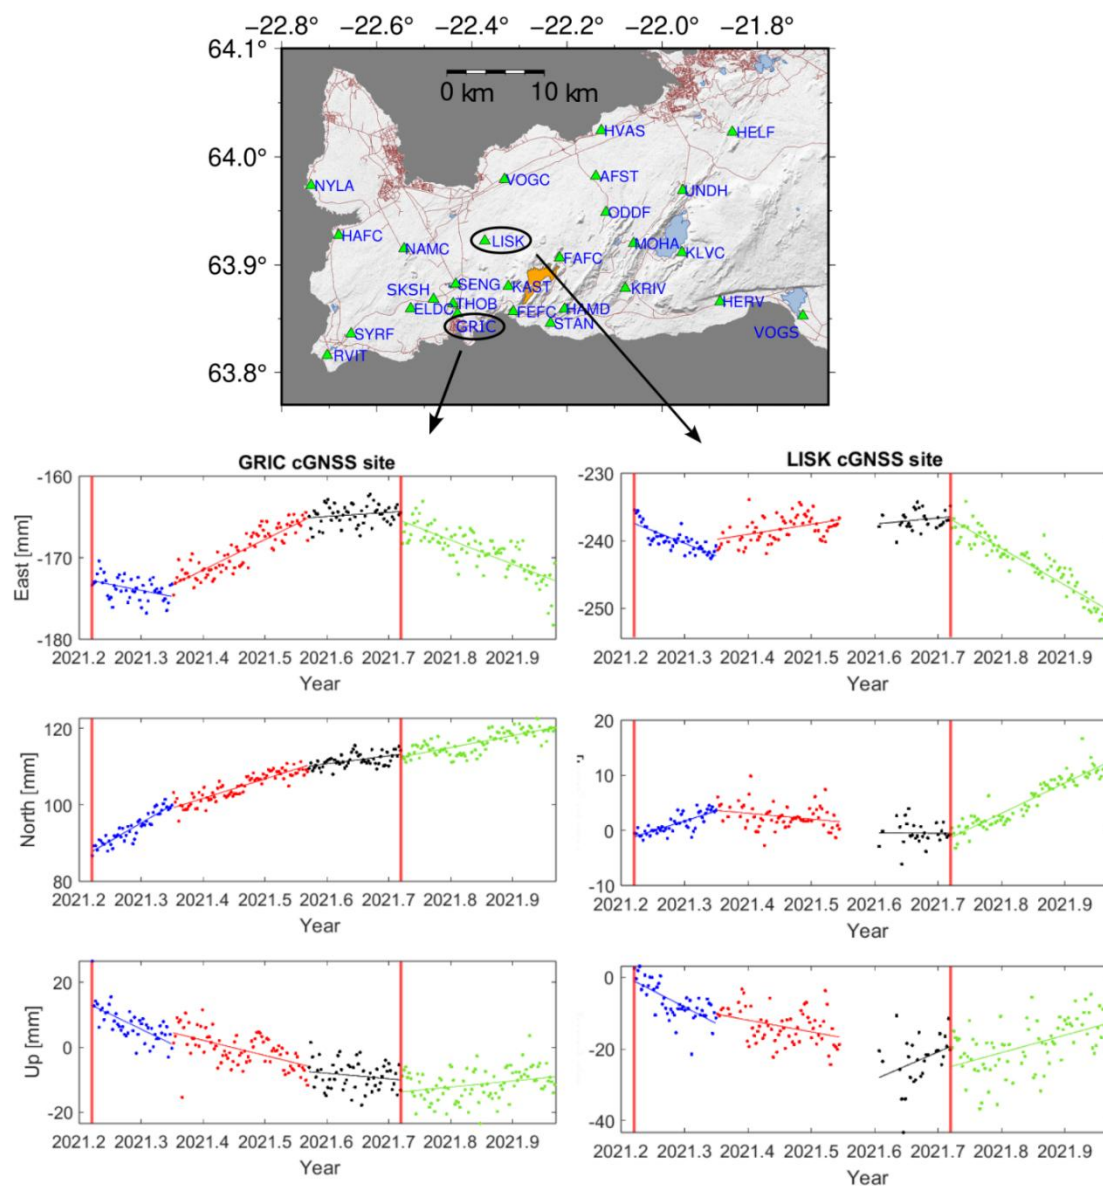 −22.8° −22.6° −22.4° −22.2° −22.0° −21.8°
64.1°
0 km 10 km
HVAS HELF
64.0°
NYLA VOGC AFST UNDH
ODDF
HAFC NAMC LISK MOHA KLVC
FAFC
63.9°
SENG KAST KRIV
SKSH THOB HERV
ELDC FEFC HAMD
GRIC STAN VOGS
SYRF
RVIT
63.8°
GRIC cGNSS site
-160
-170
-180
East [mm]
2021.2 2021.3 2021.4 2021.5 2021.6 2021.7 2021.8 2021.9
Year
LISK cGNSS site
-230
-240
-250
2021.2 2021.3 2021.4 2021.5 2021.6 2021.7 2021.8 2021.9
Year
120
100
80
North [mm]
2021.2 2021.3 2021.4 2021.5 2021.6 2021.7 2021.8 2021.9
Year
20
10
0
-10
2021.2 2021.3 2021.4 2021.5 2021.6 2021.7 2021.8 2021.9
Year
20
0
-20
Up [mm]
2021.2 2021.3 2021.4 2021.5 2021.6 2021.7 2021.8 2021.9
Year
0
-20
-40
2021.2 2021.3 2021.4 2021.5 2021.6 2021.7 2021.8 2021.9
Year